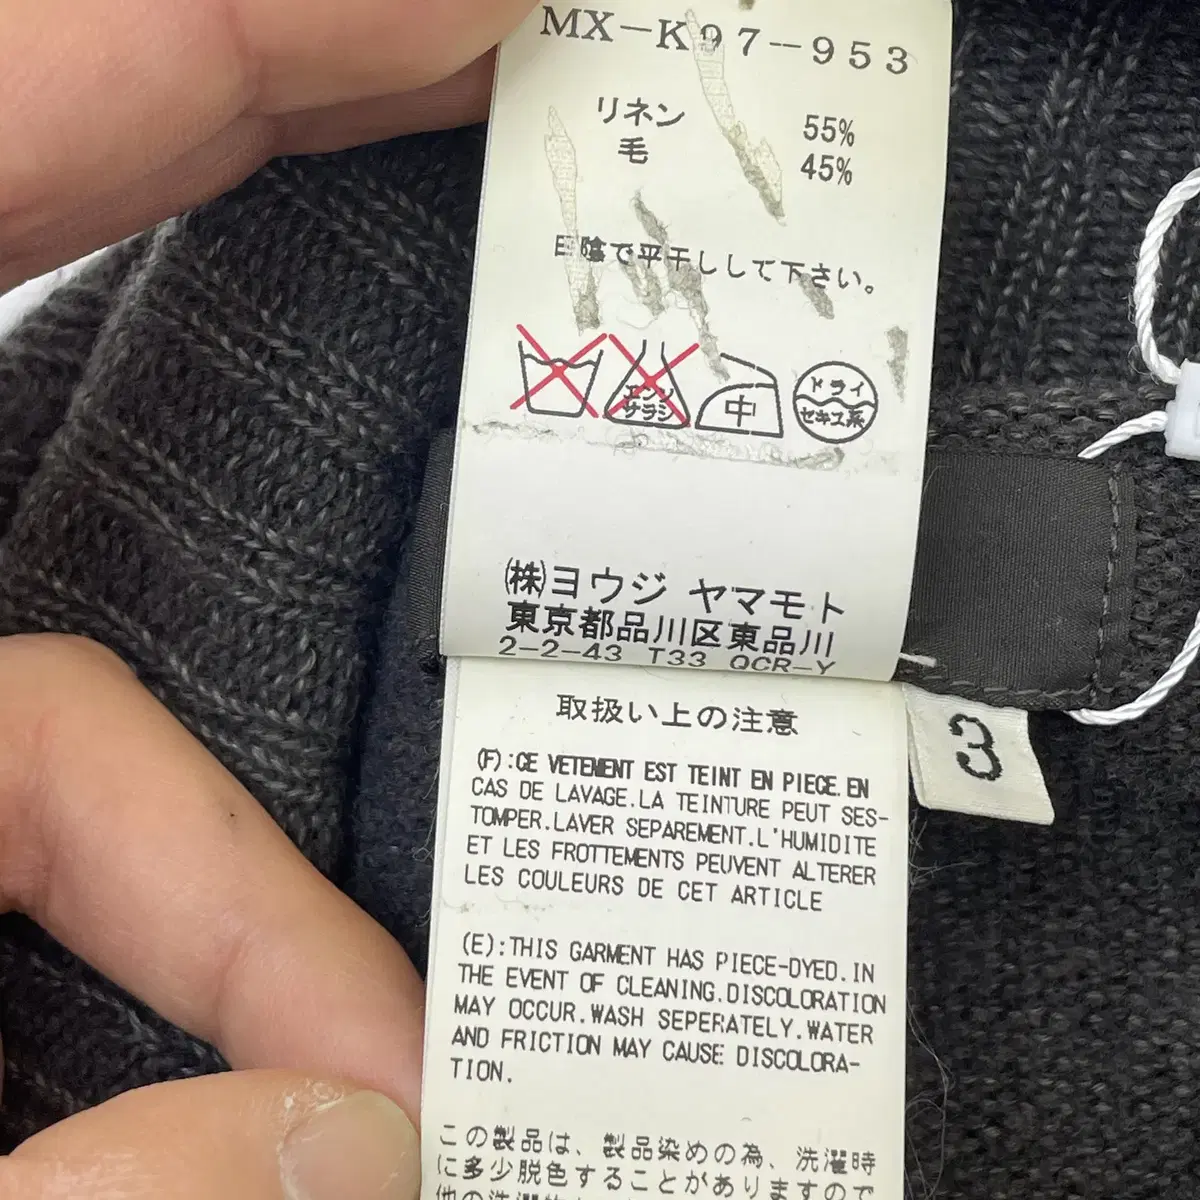 MX-K97-953
リネン 55%
毛 45%
日陰で平干しして下さい。
エンソ
サラシ
中
ドライ
セキユ系
㈱ヨウジ ヤマモト
東京都品川区東品川
2-2-43 T33 OCR-Y
3
取扱い上の注意
(F):CE VETEMENT EST TEINT EN PIECE.EN
CAS DE LAVAGE.LA TEINTURE PEUT SES-
TOMPER.LAVER SEPAREMENT.L'HUMIDITE
ET LES FROTTEMENTS PEUVENT ALTERER
LES COULEURS DE CET ARTICLE
(E):THIS GARMENT HAS PIECE-DYED.IN
THE EVENT OF CLEANING.DISCOLORATION
MAY OCCUR.WASH SEPERATELY.WATER
AND FRICTION MAY CAUSE DISCOLORA-
TION.
この製品は、製品染めの為、洗濯時
に多少脱色することがありますので
他の洗濯物